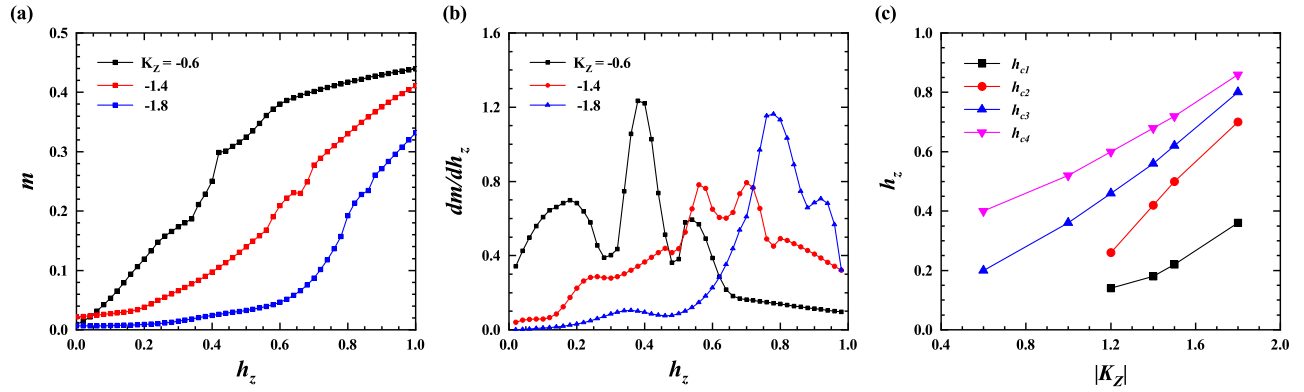 (a)
0.5
0.4
0.3
0.2
0.1
0.0
m
K_Z = -0.6
-1.4
-1.8
0.0 0.2 0.4 0.6 0.8 1.0
h_z
(b)
1.6
1.2
0.8
0.4
0.0
dm/dh_z
K_Z = -0.6
-1.4
-1.8
0.0 0.2 0.4 0.6 0.8 1.0
h_z
(c)
1.0
0.8
0.6
0.4
0.2
0.0
h_z
h_c1
h_c2
h_c3
h_c4
0.4 0.8 1.2 1.6 2.0
|K_Z|